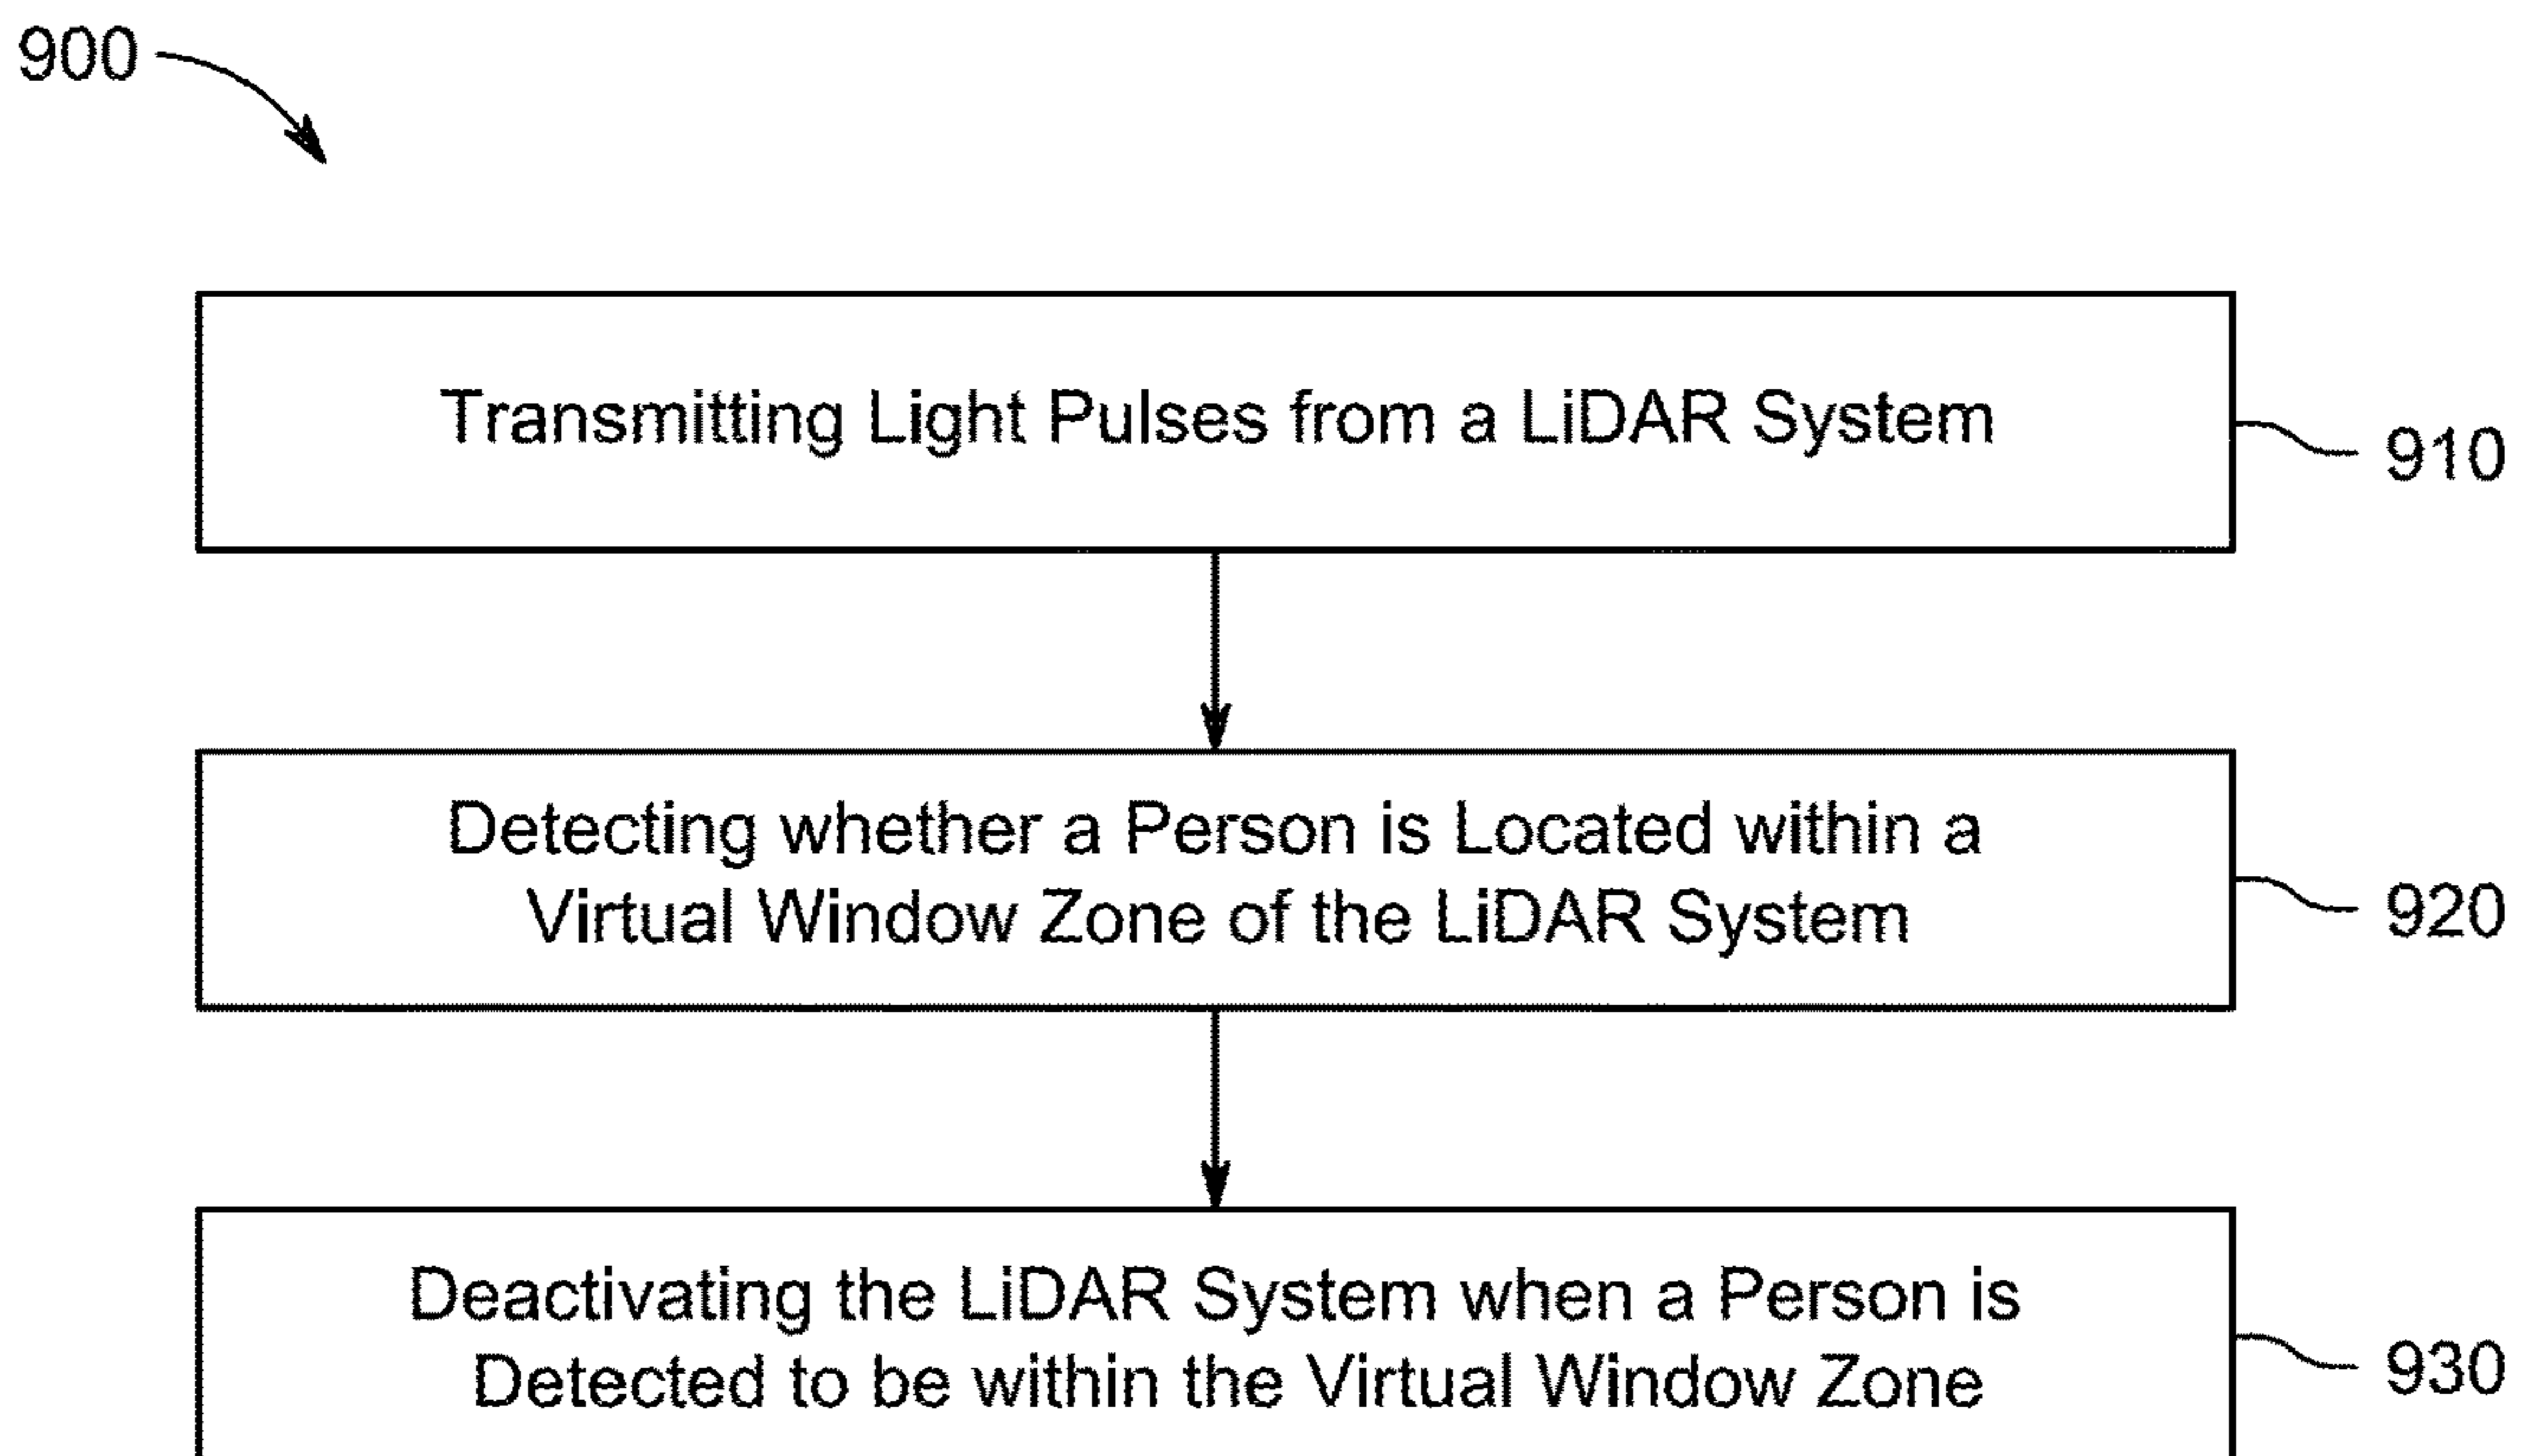 900
Transmitting Light Pulses from a LiDAR System
910
Detecting whether a Person is Located within a
Virtual Window Zone of the LiDAR System
920
Deactivating the LiDAR System when a Person is
Detected to be within the Virtual Window Zone
930